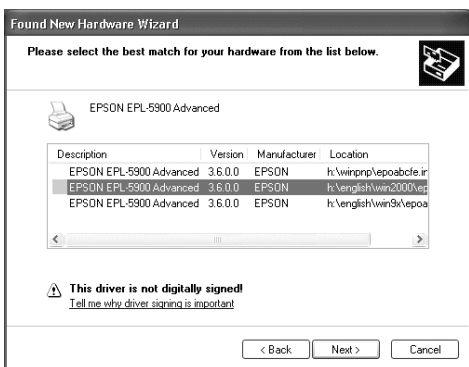 Found New Hardware Wizard
Please select the best match for your hardware from the list below.
EPSON EPL-5900 Advanced
Description Version Manufacturer Location
EPSON EPL-5900 Advanced 3.6.0.0 EPSON h:\winpnp\epoabcfe.ir
EPSON EPL-5900 Advanced 3.6.0.0 EPSON h:\english\win2000\ep
EPSON EPL-5900 Advanced 3.6.0.0 EPSON h:\english\win9x\epoa
This driver is not digitally signed!
Tell me why driver signing is important
< Back Next > Cancel